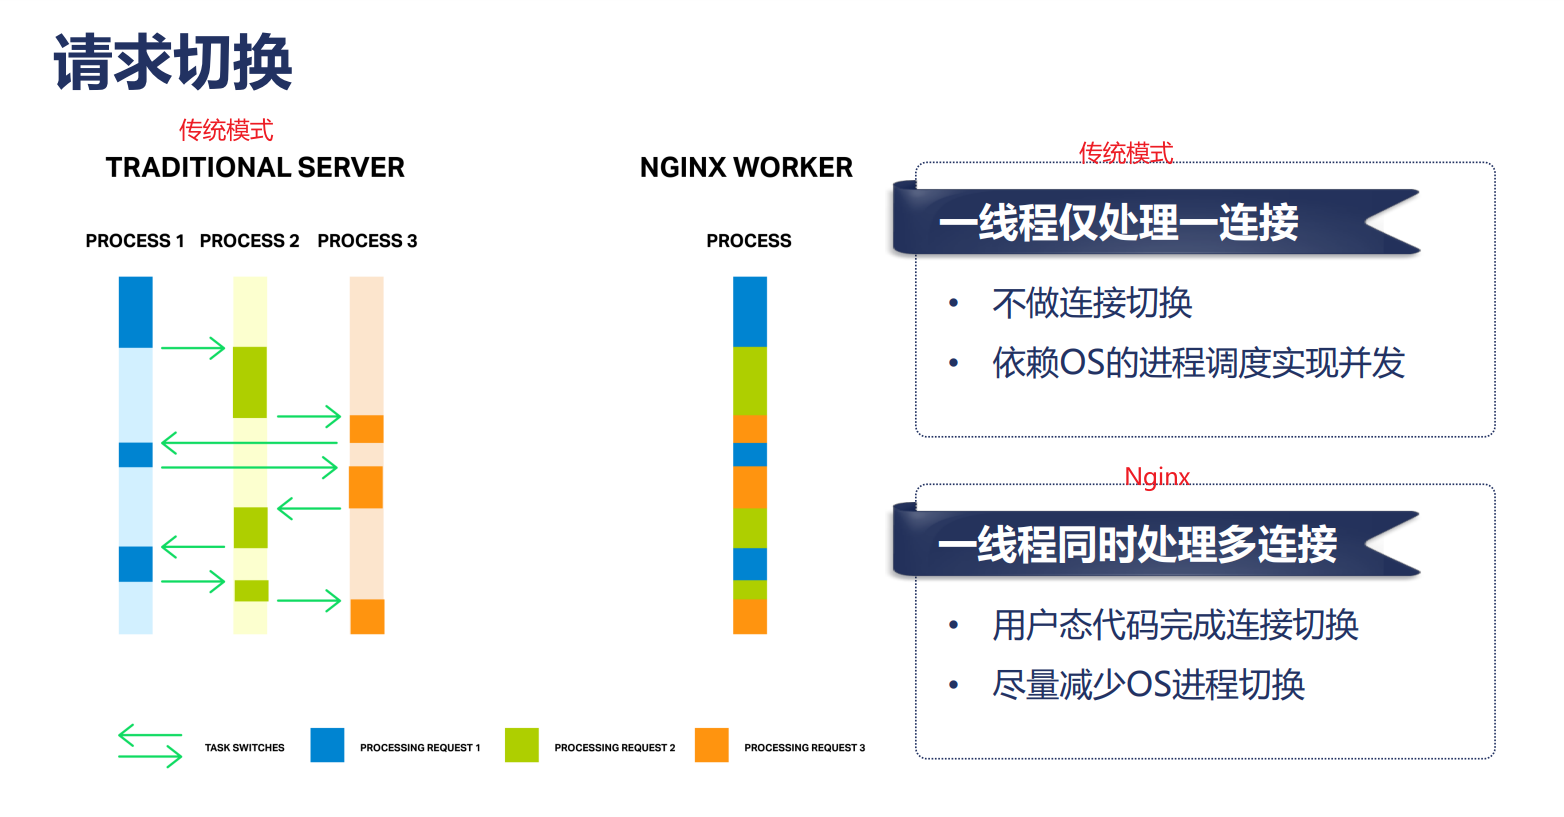 请求切换
传统模式
TRADITIONAL SERVER
NGINX WORKER
PROCESS 1 PROCESS 2 PROCESS 3
PROCESS
TASK SWITCHES
PROCESSING REQUEST 1
PROCESSING REQUEST 2
PROCESSING REQUEST 3
传统模式
一线程仅处理一连接
• 不做连接切换
• 依赖OS的进程调度实现并发
Nginx
一线程同时处理多连接
• 用户态代码完成连接切换
• 尽量减少OS进程切换